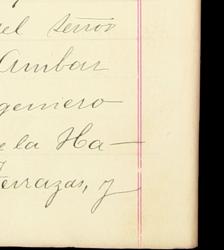 el señor
Ambar
geniero
e la Ha-
Terrazas, y